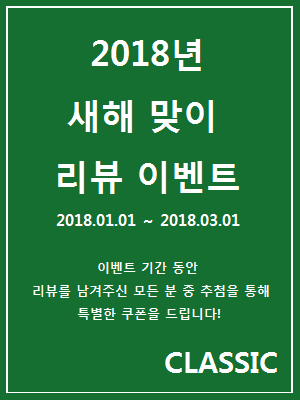 2018년
새해 맞이
리뷰 이벤트
2018.01.01 ~ 2018.03.01
이벤트 기간 동안
리뷰를 남겨주신 모든 분 중 추첨을 통해
특별한 쿠폰을 드립니다!
CLASSIC